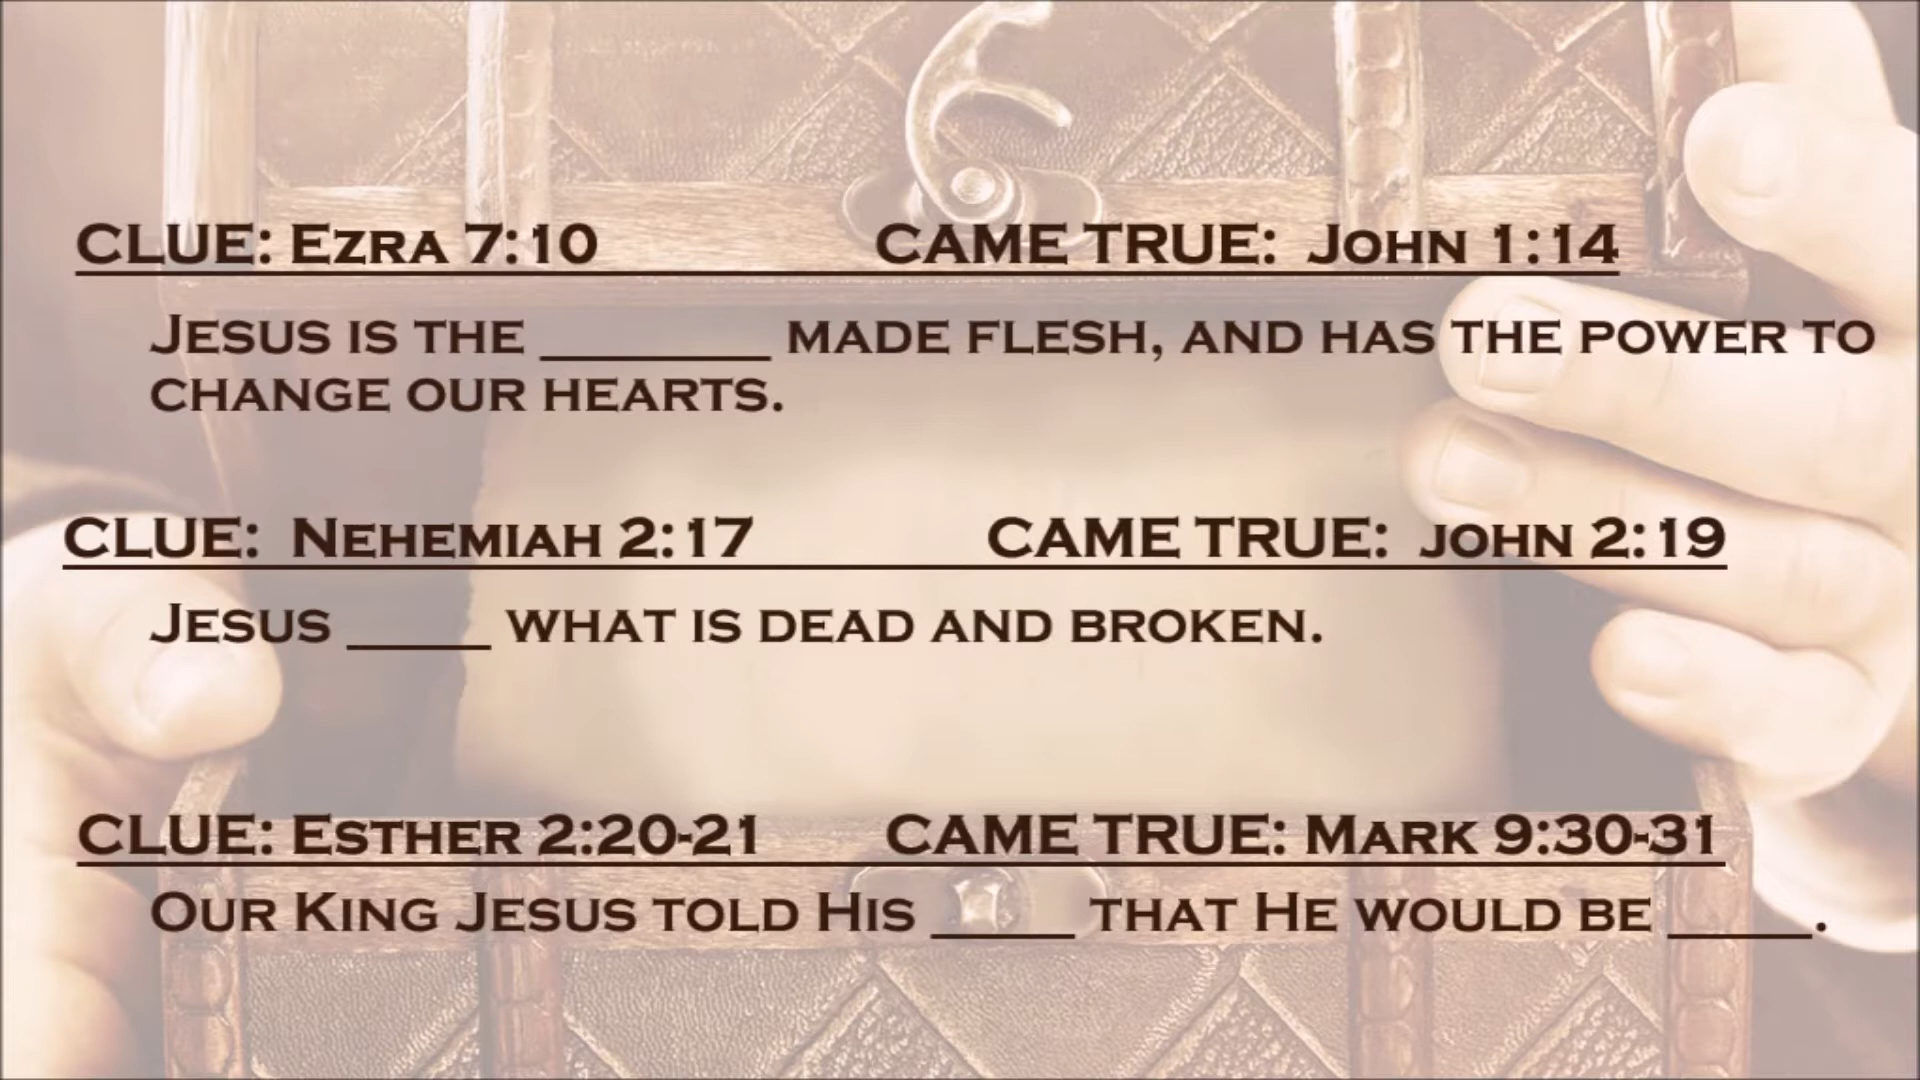 CLUE: EZRA 7:10 CAME TRUE: JOHN 1:14
JESUS IS THE ________ MADE FLESH, AND HAS THE POWER TO
CHANGE OUR HEARTS.
CLUE: NEHEMIAH 2:17 CAME TRUE: JOHN 2:19
JESUS _____ WHAT IS DEAD AND BROKEN.
CLUE: ESTHER 2:20-21 CAME TRUE: MARK 9:30-31
OUR KING JESUS TOLD HIS _____ THAT HE WOULD BE _____.